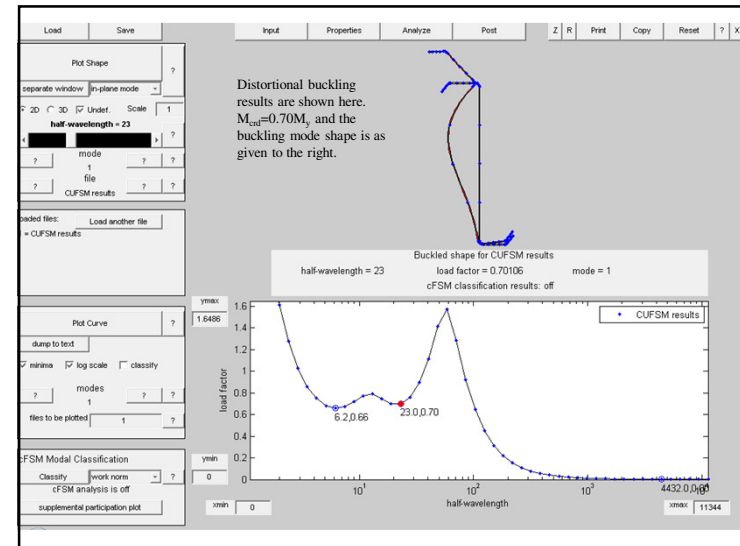 Load Save Input Properties Analyze Post Z R Print Copy Reset ? X
Plot Shape ?
separate window in-plane mode
2D 3D Undef. Scale 1
half-wavelength = 23
?
mode
? 1 ? ?
file
? CUFSM results ? ?
loaded files: Load another file
= CUFSM results
Plot Curve ?
dump to text
minima log scale classify
modes
? 1 ? ?
files to be plotted 1 ?
cFSM Modal Classification
Classify work norm ?
cFSM analysis is off
supplemental participation plot
Distortional buckling
results are shown here.
Mcrd=0.70My and the
buckling mode shape is as
given to the right.
Buckled shape for CUFSM results
half-wavelength = 23 load factor = 0.70106 mode = 1
cFSM classification results: off
ymax
1.6486
ymin
0
xmin 0
load factor
1.6
1.4
1.2
1
0.8
0.6
0.4
0.2
0
CUFSM results
6.2,0.66
23.0,0.70
10¹ 10² 10³
half-wavelength
xmax 11344